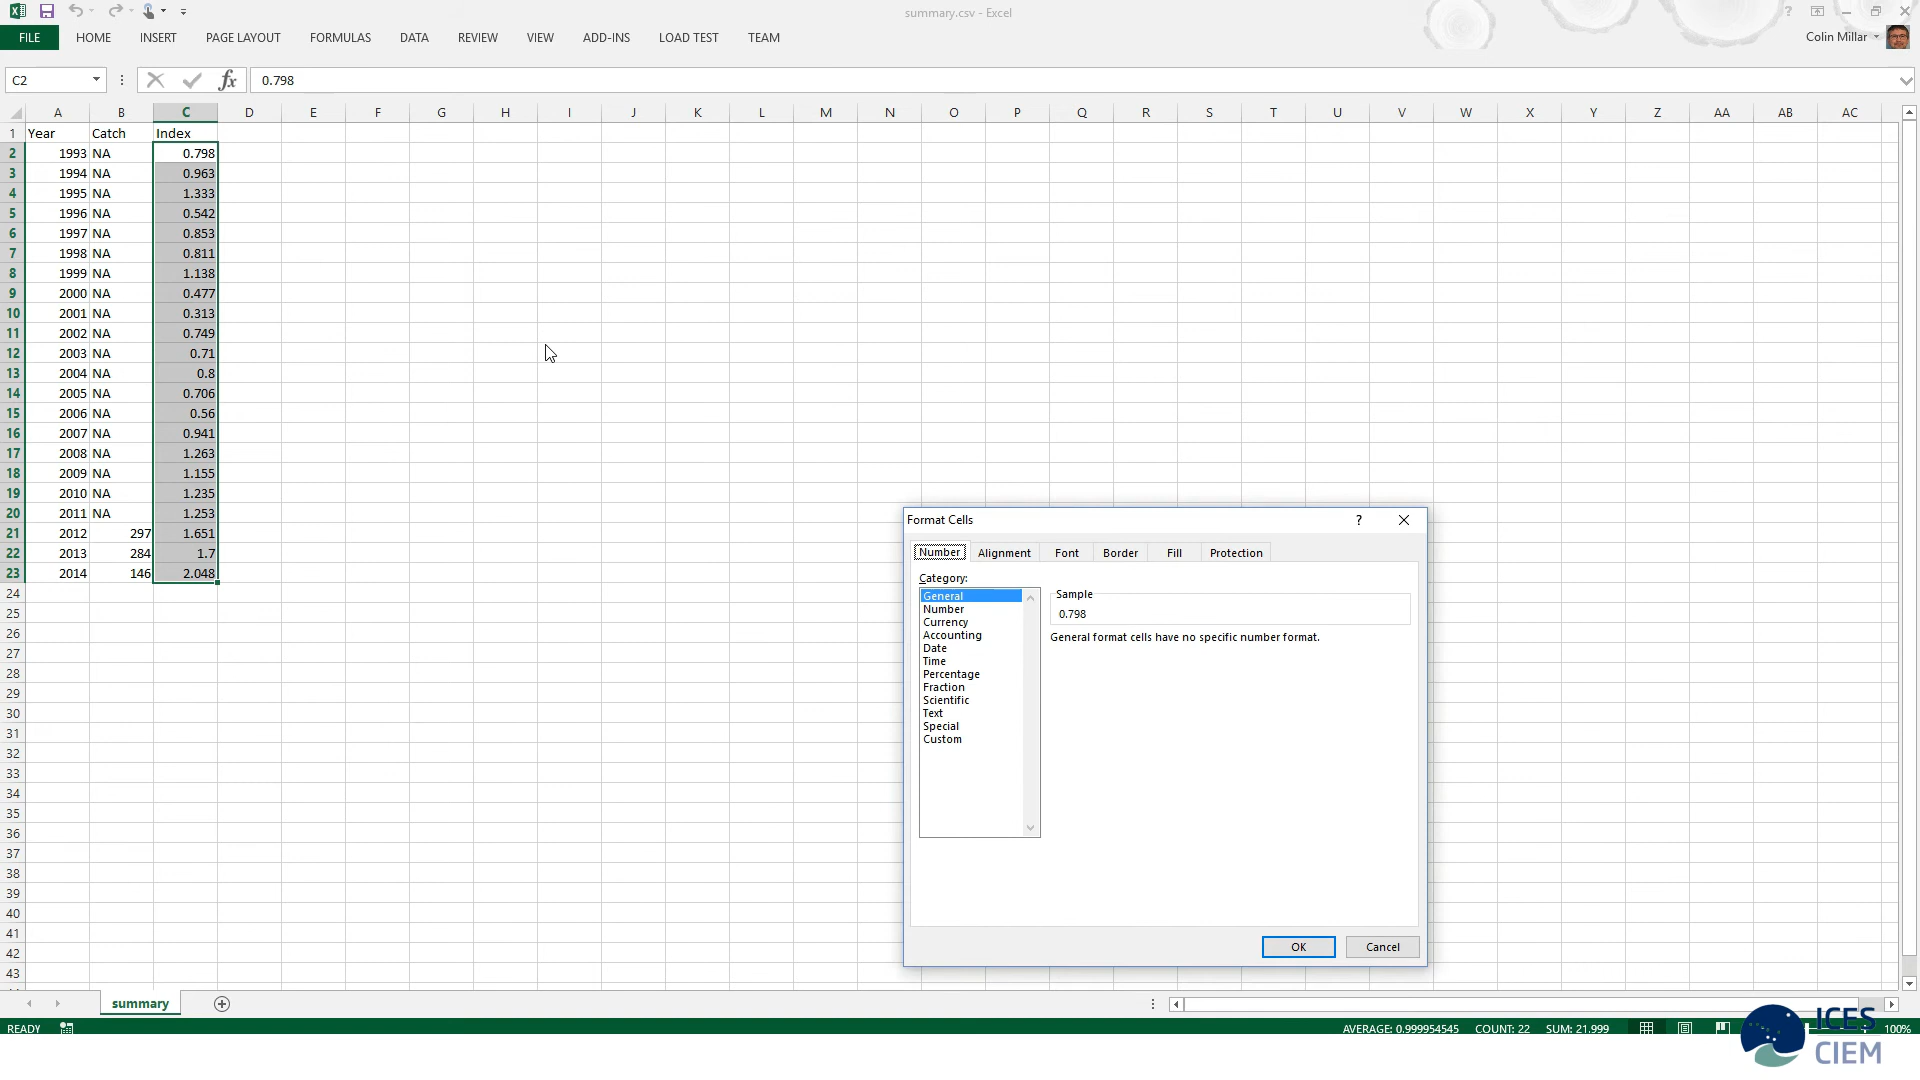 summary.csv - Excel
FILE HOME INSERT PAGE LAYOUT FORMULAS DATA REVIEW VIEW ADD-INS LOAD TEST TEAM
Colin Millar
C2 fx 0.798
A B C D E F G H I J K L M N O P Q R S T U V W X Y Z AA AB AC
1 Year Catch Index
2 1993 NA 0.798
3 1994 NA 0.963
4 1995 NA 1.333
5 1996 NA 0.542
6 1997 NA 0.853
7 1998 NA 0.811
8 1999 NA 1.138
9 2000 NA 0.477
10 2001 NA 0.313
11 2002 NA 0.749
12 2003 NA 0.71
13 2004 NA 0.8
14 2005 NA 0.706
15 2006 NA 0.56
16 2007 NA 0.941
17 2008 NA 1.263
18 2009 NA 1.155
19 2010 NA 1.235
20 2011 NA 1.253
21 2012 297 1.651
22 2013 284 1.7
23 2014 146 2.048
24
25
26
27
28
29
30
31
32
33
34
35
36
37
38
39
40
41
42
43
Format Cells ?
Number Alignment Font Border Fill Protection
Category:
General
Number
Currency
Accounting
Date
Time
Percentage
Fraction
Scientific
Text
Special
Custom
Sample
0.798
General format cells have no specific number format.
OK Cancel
summary
READY AVERAGE: 0.999954545 COUNT: 22 SUM: 21.999 100%
ICES
CIEM